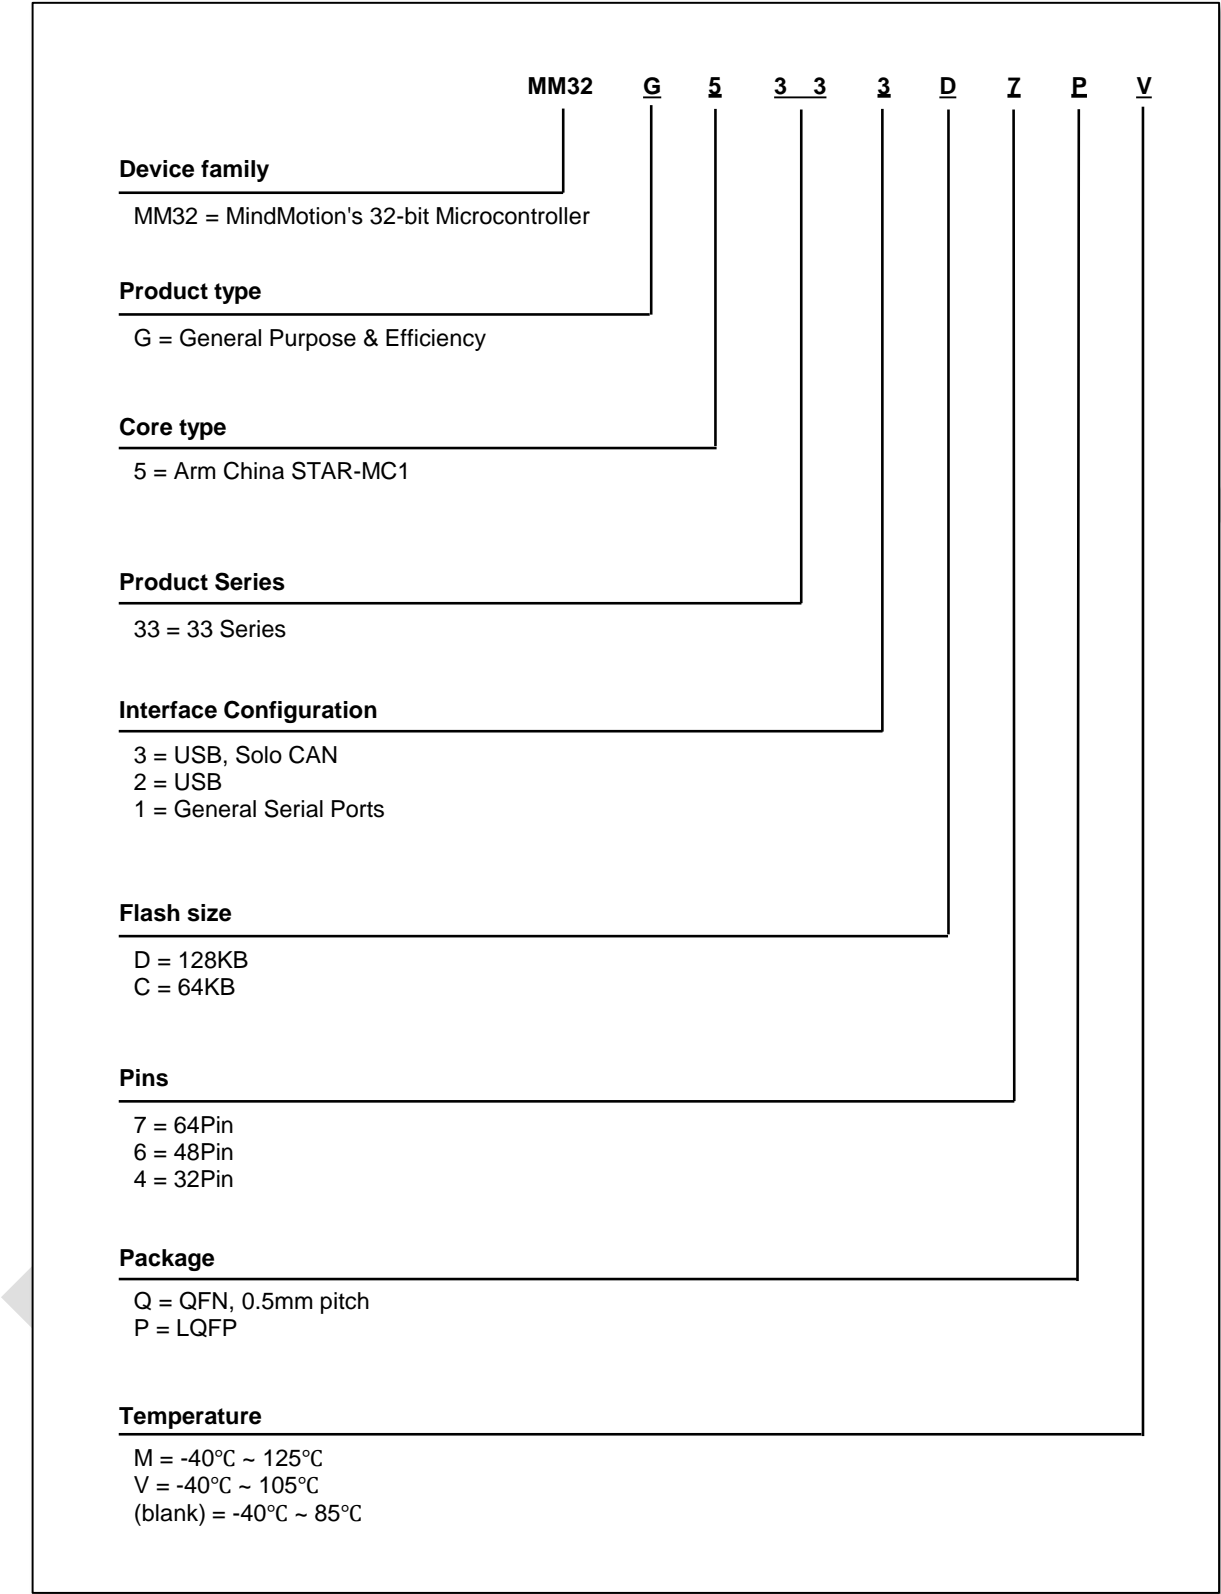 MM32 G 5 3 3 3 D 7 P V
Device family
MM32 = MindMotion's 32-bit Microcontroller
Product type
G = General Purpose & Efficiency
Core type
5 = Arm China STAR-MC1
Product Series
33 = 33 Series
Interface Configuration
3 = USB, Solo CAN
2 = USB
1 = General Serial Ports
Flash size
D = 128KB
C = 64KB
Pins
7 = 64Pin
6 = 48Pin
4 = 32Pin
Package
Q = QFN, 0.5mm pitch
P = LQFP
Temperature
M = -40℃ ~ 125℃
V = -40℃ ~ 105℃
(blank) = -40℃ ~ 85℃